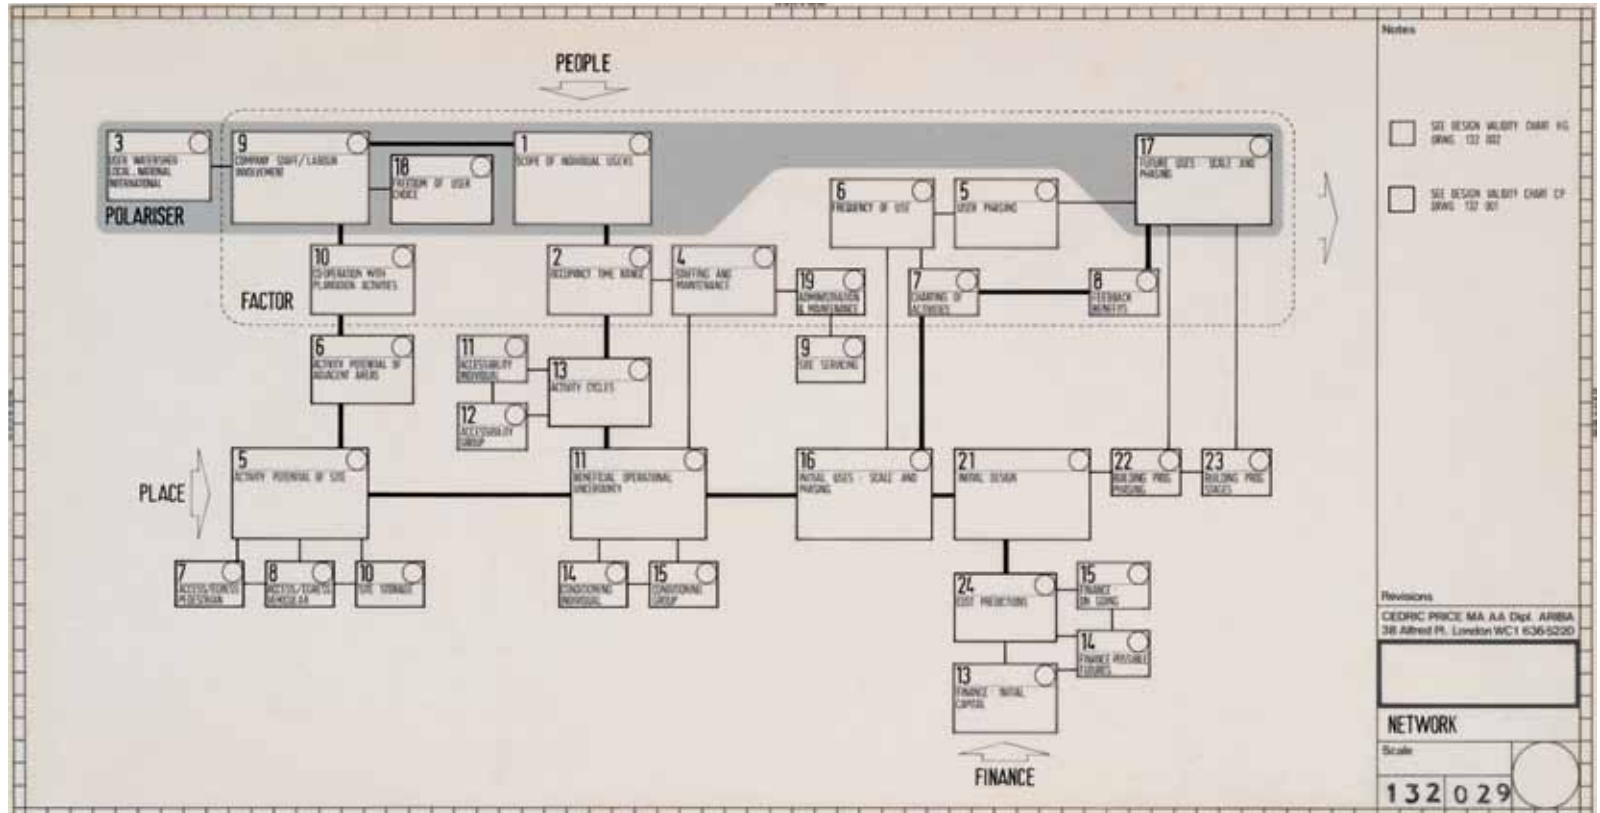 PEOPLE
Notes
3
USER WATERSHED
LOCAL NATIONAL
INTERNATIONAL
9
COMPANY STAFF/LABOUR
INVOLVEMENT
18
FREEDOM OF USER
CHOICE
1
SCOPE OF INDIVIDUAL USERS
17
FUTURE USES SCALE AND
PHASING
SEE DESIGN VALIDITY CHART KG
DRWG 132 002
SEE DESIGN VALIDITY CHART CP
DRWG 132 001
POLARISER
6
FREQUENCY OF USE
5
USER PHASING
10
CO-OPERATION WITH
PLANTATION ACTIVITIES
2
OCCUPANCY TIME RANGE
4
STAFFING AND
MAINTENANCE
19
ADMINISTRATION
& MAINTENANCE
7
CHARTING OF
ACTIVITIES
8
FEEDBACK
BENEFITS
FACTOR
6
ACTIVITY POTENTIAL OF
ADJACENT AREAS
11
ACCESSIBILITY
INDIVIDUAL
13
ACTIVITY CYCLES
9
SITE SERVICING
12
ACCESSIBILITY
GROUP
PLACE
5
ACTIVITY POTENTIAL OF SITE
11
BENEFICIAL OPERATIONAL
UNCERTAINTY
16
INITIAL USES - SCALE AND
PHASING
21
INITIAL DESIGN
22
BUILDING PROG
PHASING
23
BUILDING PROG
STAGES
7
ACCESS/EGRESS
PEDESTRIAN
8
ACCESS/EGRESS
VEHICULAR
10
SITE STORAGE
14
CONDITIONING
INDIVIDUAL
15
CONDITIONING
GROUP
24
COST PREDICTIONS
15
FINANCE
ON GOING
14
FINANCE POSSIBLE
FUTURES
13
FINANCE INITIAL
CAPITAL
FINANCE
Revisions
CEDRIC PRICE MA AA Dipl. ARIBA
38 Alfred Pl. London WC1 636-5220
NETWORK
Scale
132 029